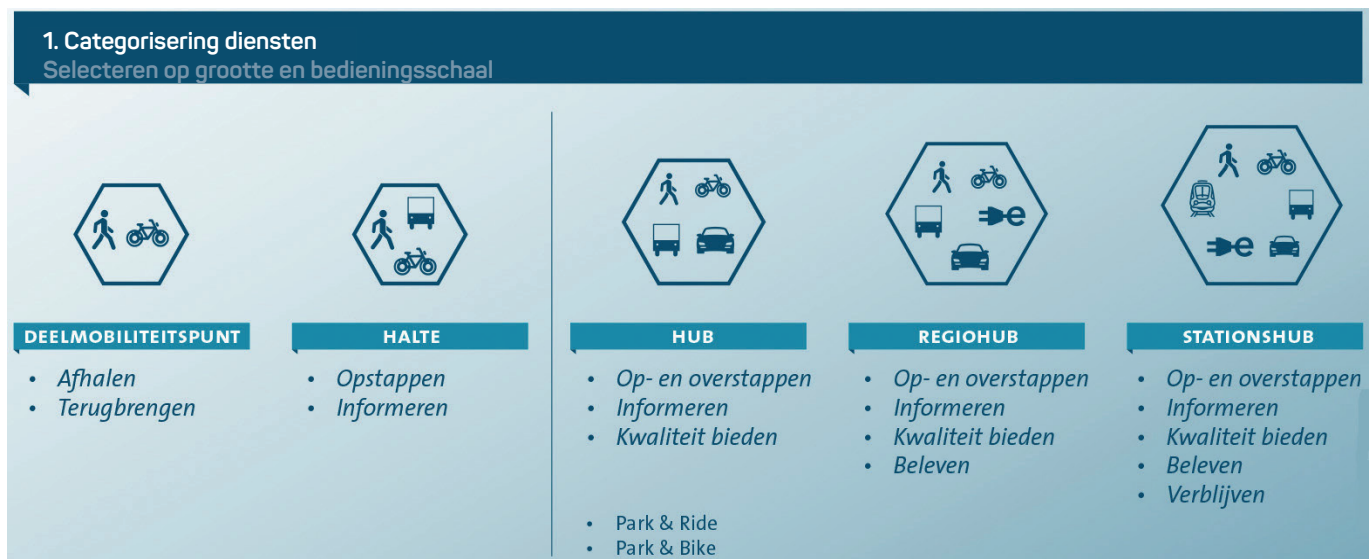 1. Categorisering diensten
Selecteren op grootte en bedieningsschaal
DEELMOBILITEITSPUNT
• Afhalen
• Terugbrengen
HALTE
• Opstappen
• Informeren
HUB
• Op- en overstappen
• Informeren
• Kwaliteit bieden
• Park & Ride
• Park & Bike
REGIOHUB
• Op- en overstappen
• Informeren
• Kwaliteit bieden
• Beleven
STATIONSHUB
• Op- en overstappen
• Informeren
• Kwaliteit bieden
• Beleven
• Verblijven